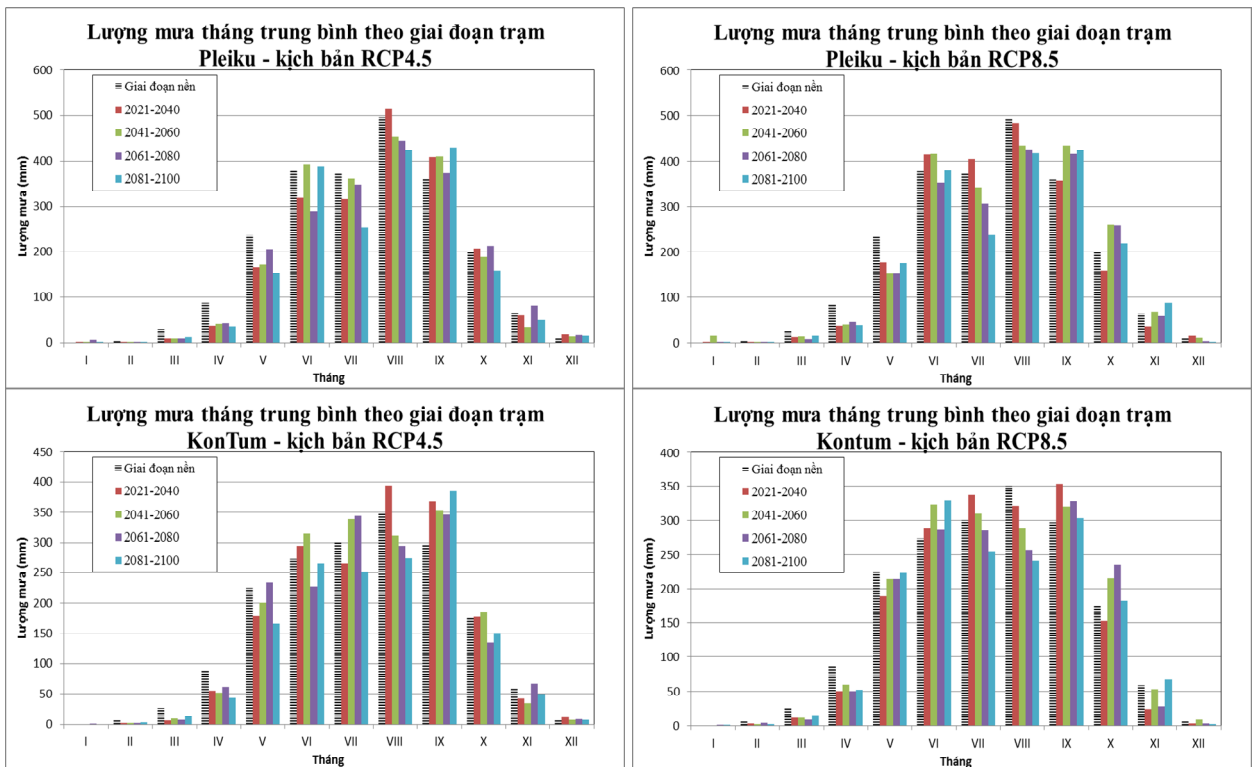 Lượng mưa tháng trung bình theo giai đoạn trạm
Pleiku - kịch bản RCP4.5
600
500
400
300
200
100
0
Lượng mưa (mm)
Giai đoạn nền
2021-2040
2041-2060
2061-2080
2081-2100
I II III IV V VI VII VIII IX X XI XII
Tháng
Lượng mưa tháng trung bình theo giai đoạn trạm
Pleiku - kịch bản RCP8.5
600
500
400
300
200
100
0
Lượng mưa (mm)
Giai đoạn nền
2021-2040
2041-2060
2061-2080
2081-2100
I II III IV V VI VII VIII IX X XI XII
Tháng
Lượng mưa tháng trung bình theo giai đoạn trạm
KonTum - kịch bản RCP4.5
450
400
350
300
250
200
150
100
50
0
Lượng mưa (mm)
Giai đoạn nền
2021-2040
2041-2060
2061-2080
2081-2100
I II III IV V VI VII VIII IX X XI XII
Tháng
Lượng mưa tháng trung bình theo giai đoạn trạm
Kontum - kịch bản RCP8.5
400
350
300
250
200
150
100
50
0
Lượng mưa (mm)
Giai đoạn nền
2021-2040
2041-2060
2061-2080
2081-2100
I II III IV V VI VII VIII IX X XI XII
Tháng